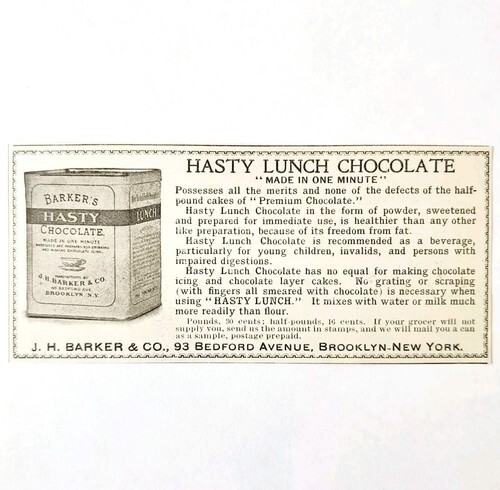 BARKER'S
HASTY
LUNCH
CHOCOLATE.
MADE IN ONE MINUTE
MANUFACTURED BY
J.H. BARKER & CO.
93 BEDFORD AVE.
BROOKLYN. N.Y.
HASTY LUNCH CHOCOLATE
"MADE IN ONE MINUTE"
Possesses all the merits and none of the defects of the half-
pound cakes of "Premium Chocolate."
Hasty Lunch Chocolate in the form of powder, sweetened
and prepared for immediate use, is healthier than any other
like preparation, because of its freedom from fat.
Hasty Lunch Chocolate is recommended as a beverage,
particularly for young children, invalids, and persons with
impaired digestions.
Hasty Lunch Chocolate has no equal for making chocolate
icing and chocolate layer cakes. No grating or scraping
(with fingers all smeared with chocolate) is necessary when
using "HASTY LUNCH." It mixes with water or milk much
more readily than flour.
Pounds, 30 cents; half-pounds, 16 cents. If your grocer will not
supply you, send us the amount in stamps, and we will mail you a can
as a sample, postage prepaid.
J. H. BARKER & CO., 93 BEDFORD AVENUE, BROOKLYN-NEW YORK.